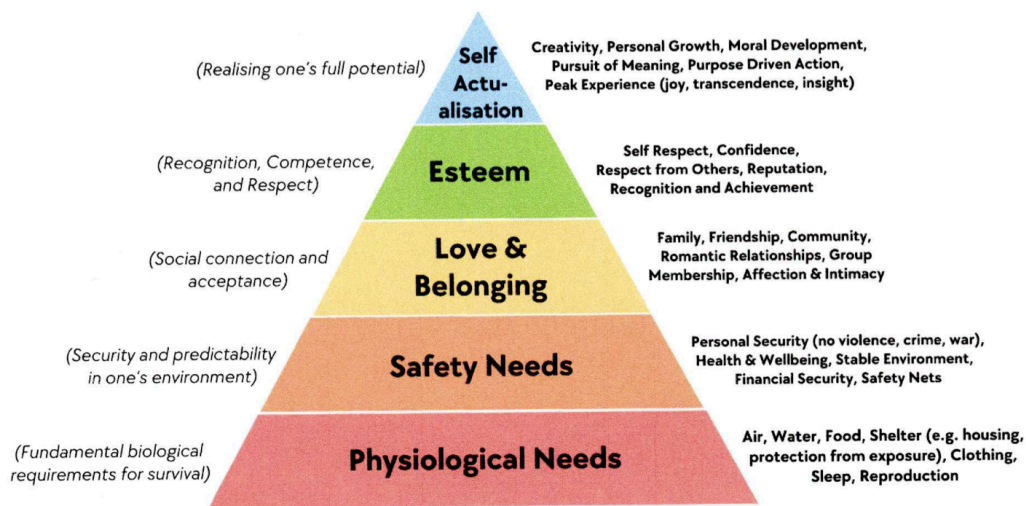 (Realising one's full potential)
Self
Actu-
alisation
Creativity, Personal Growth, Moral Development,
Pursuit of Meaning, Purpose Driven Action,
Peak Experience (joy, transcendence, insight)
(Recognition, Competence,
and Respect)
Esteem
Self Respect, Confidence,
Respect from Others, Reputation,
Recognition and Achievement
(Social connection and
acceptance)
Love &
Belonging
Family, Friendship, Community,
Romantic Relationships, Group
Membership, Affection & Intimacy
(Security and predictability
in one's environment)
Safety Needs
Personal Security (no violence, crime, war),
Health & Wellbeing, Stable Environment,
Financial Security, Safety Nets
(Fundamental biological
requirements for survival)
Physiological Needs
Air, Water, Food, Shelter (e.g. housing,
protection from exposure), Clothing,
Sleep, Reproduction